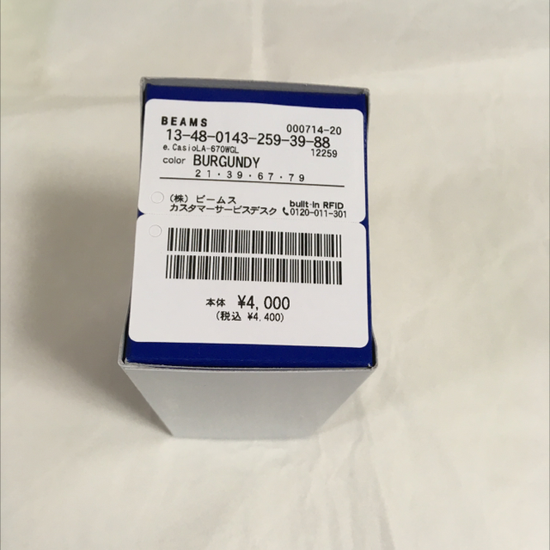 BEAMS
000714-20
13-48-0143-259-39-88
e.CasioLA-670WGL 12259
color BURGUNDY
21・39・67・79
(株) ビームス built-in RFID
カスタマーサービスデスク 0120-011-301
本体 ¥4,000
(税込 ¥4,400)